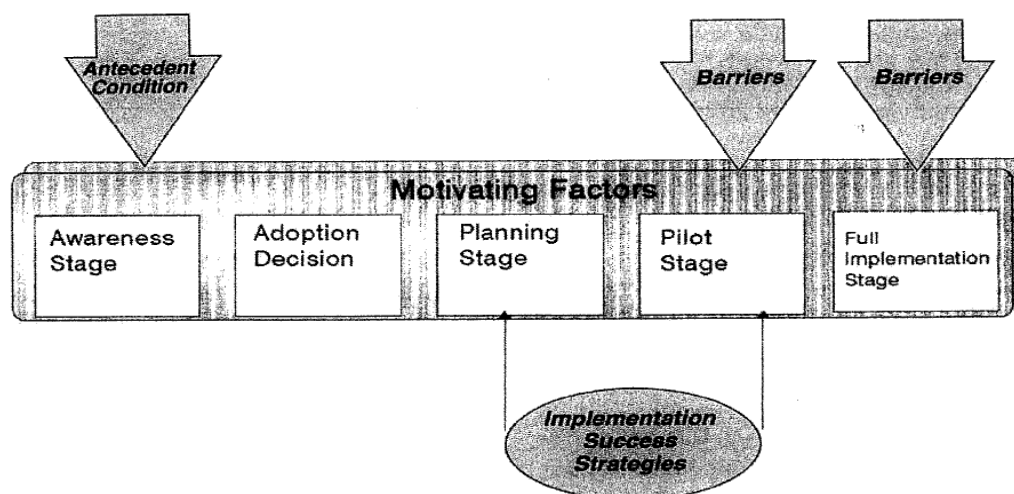 Antecedent
Condition
Barriers
Barriers
Motivating Factors
Awareness
Stage
Adoption
Decision
Planning
Stage
Pilot
Stage
Full
Implementation
Stage
Implementation
Success
Strategies